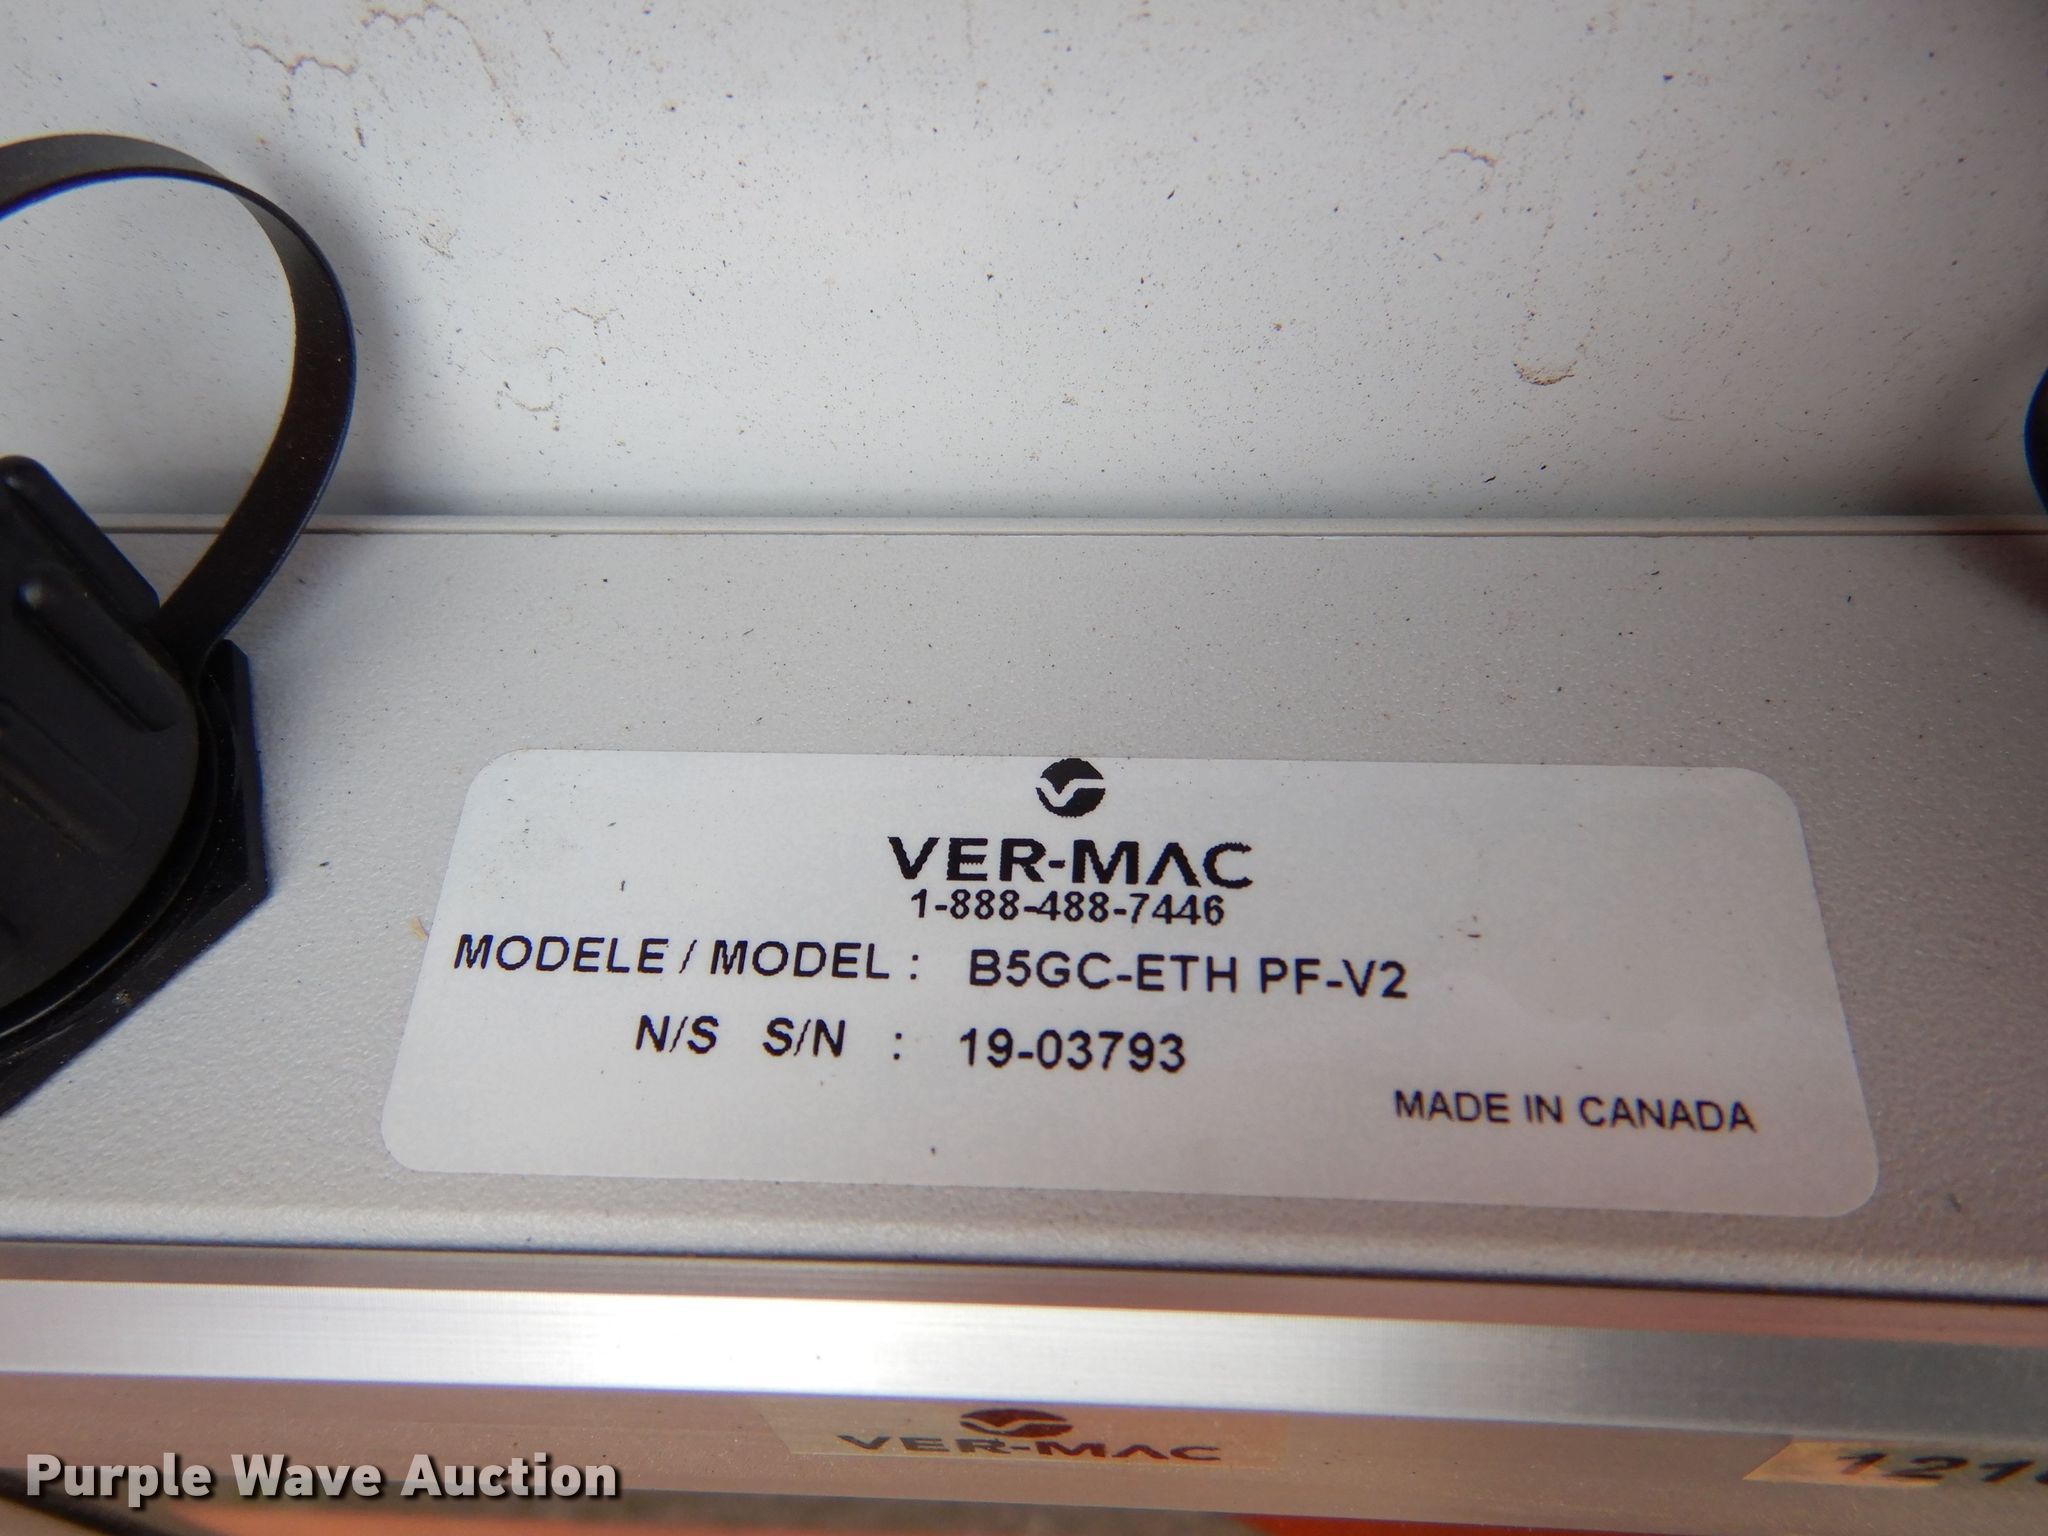 VER-MAC
1-888-488-7446
MODELE / MODEL : B5GC-ETH PF-V2
N/S S/N : 19-03793
MADE IN CANADA
VER-MAC
Purple Wave Auction